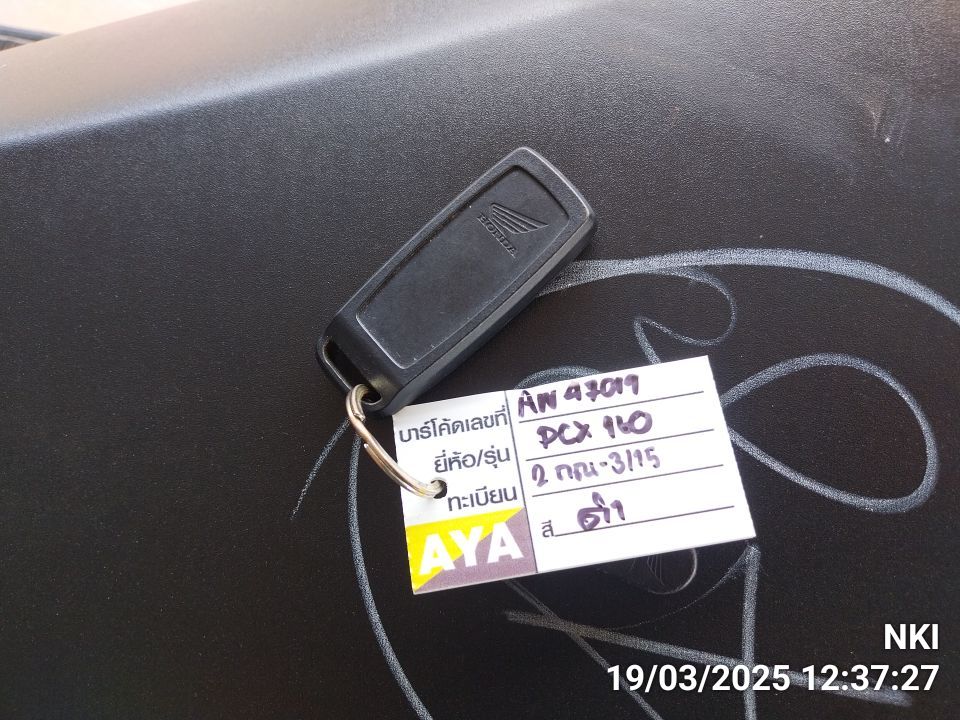 HONDA
บาร์โค้ดเลขที่ AW 97019
ยี่ห้อ/รุ่น PCX 160
ทะเบียน 2 กณ-3115
สี ดำ
AYA
NKI
19/03/2025 12:37:27